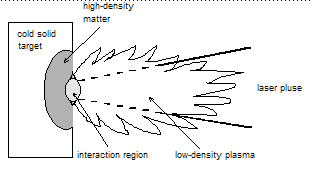 high-density
matter
cold solid
target
laser pluse
interaction region
low-density plasma